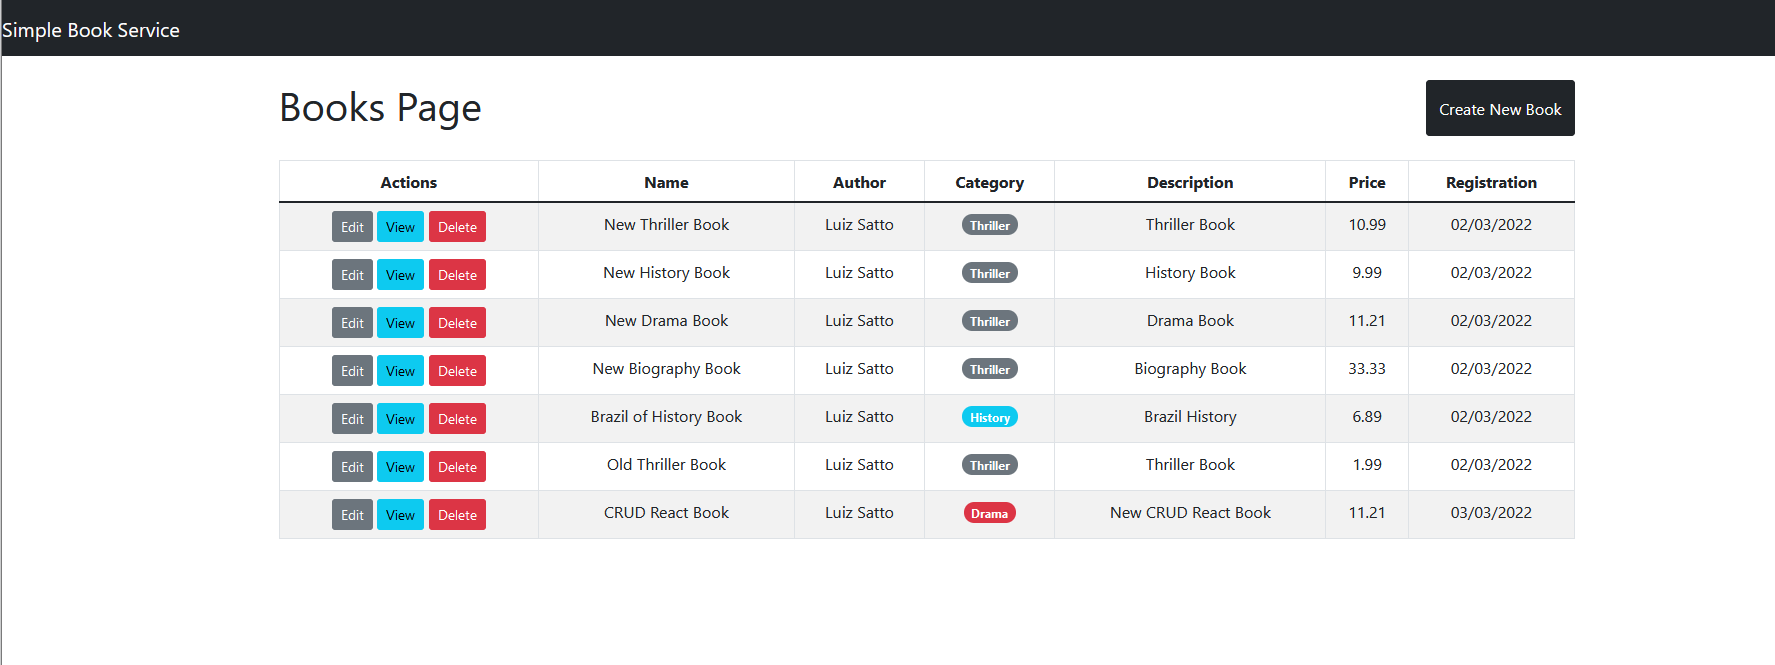 Simple Book Service
Books Page
Create New Book
Actions Name Author Category Description Price Registration
Edit View Delete New Thriller Book Luiz Satto Thriller Thriller Book 10.99 02/03/2022
Edit View Delete New History Book Luiz Satto Thriller History Book 9.99 02/03/2022
Edit View Delete New Drama Book Luiz Satto Thriller Drama Book 11.21 02/03/2022
Edit View Delete New Biography Book Luiz Satto Thriller Biography Book 33.33 02/03/2022
Edit View Delete Brazil of History Book Luiz Satto History Brazil History 6.89 02/03/2022
Edit View Delete Old Thriller Book Luiz Satto Thriller Thriller Book 1.99 02/03/2022
Edit View Delete CRUD React Book Luiz Satto Drama New CRUD React Book 11.21 03/03/2022